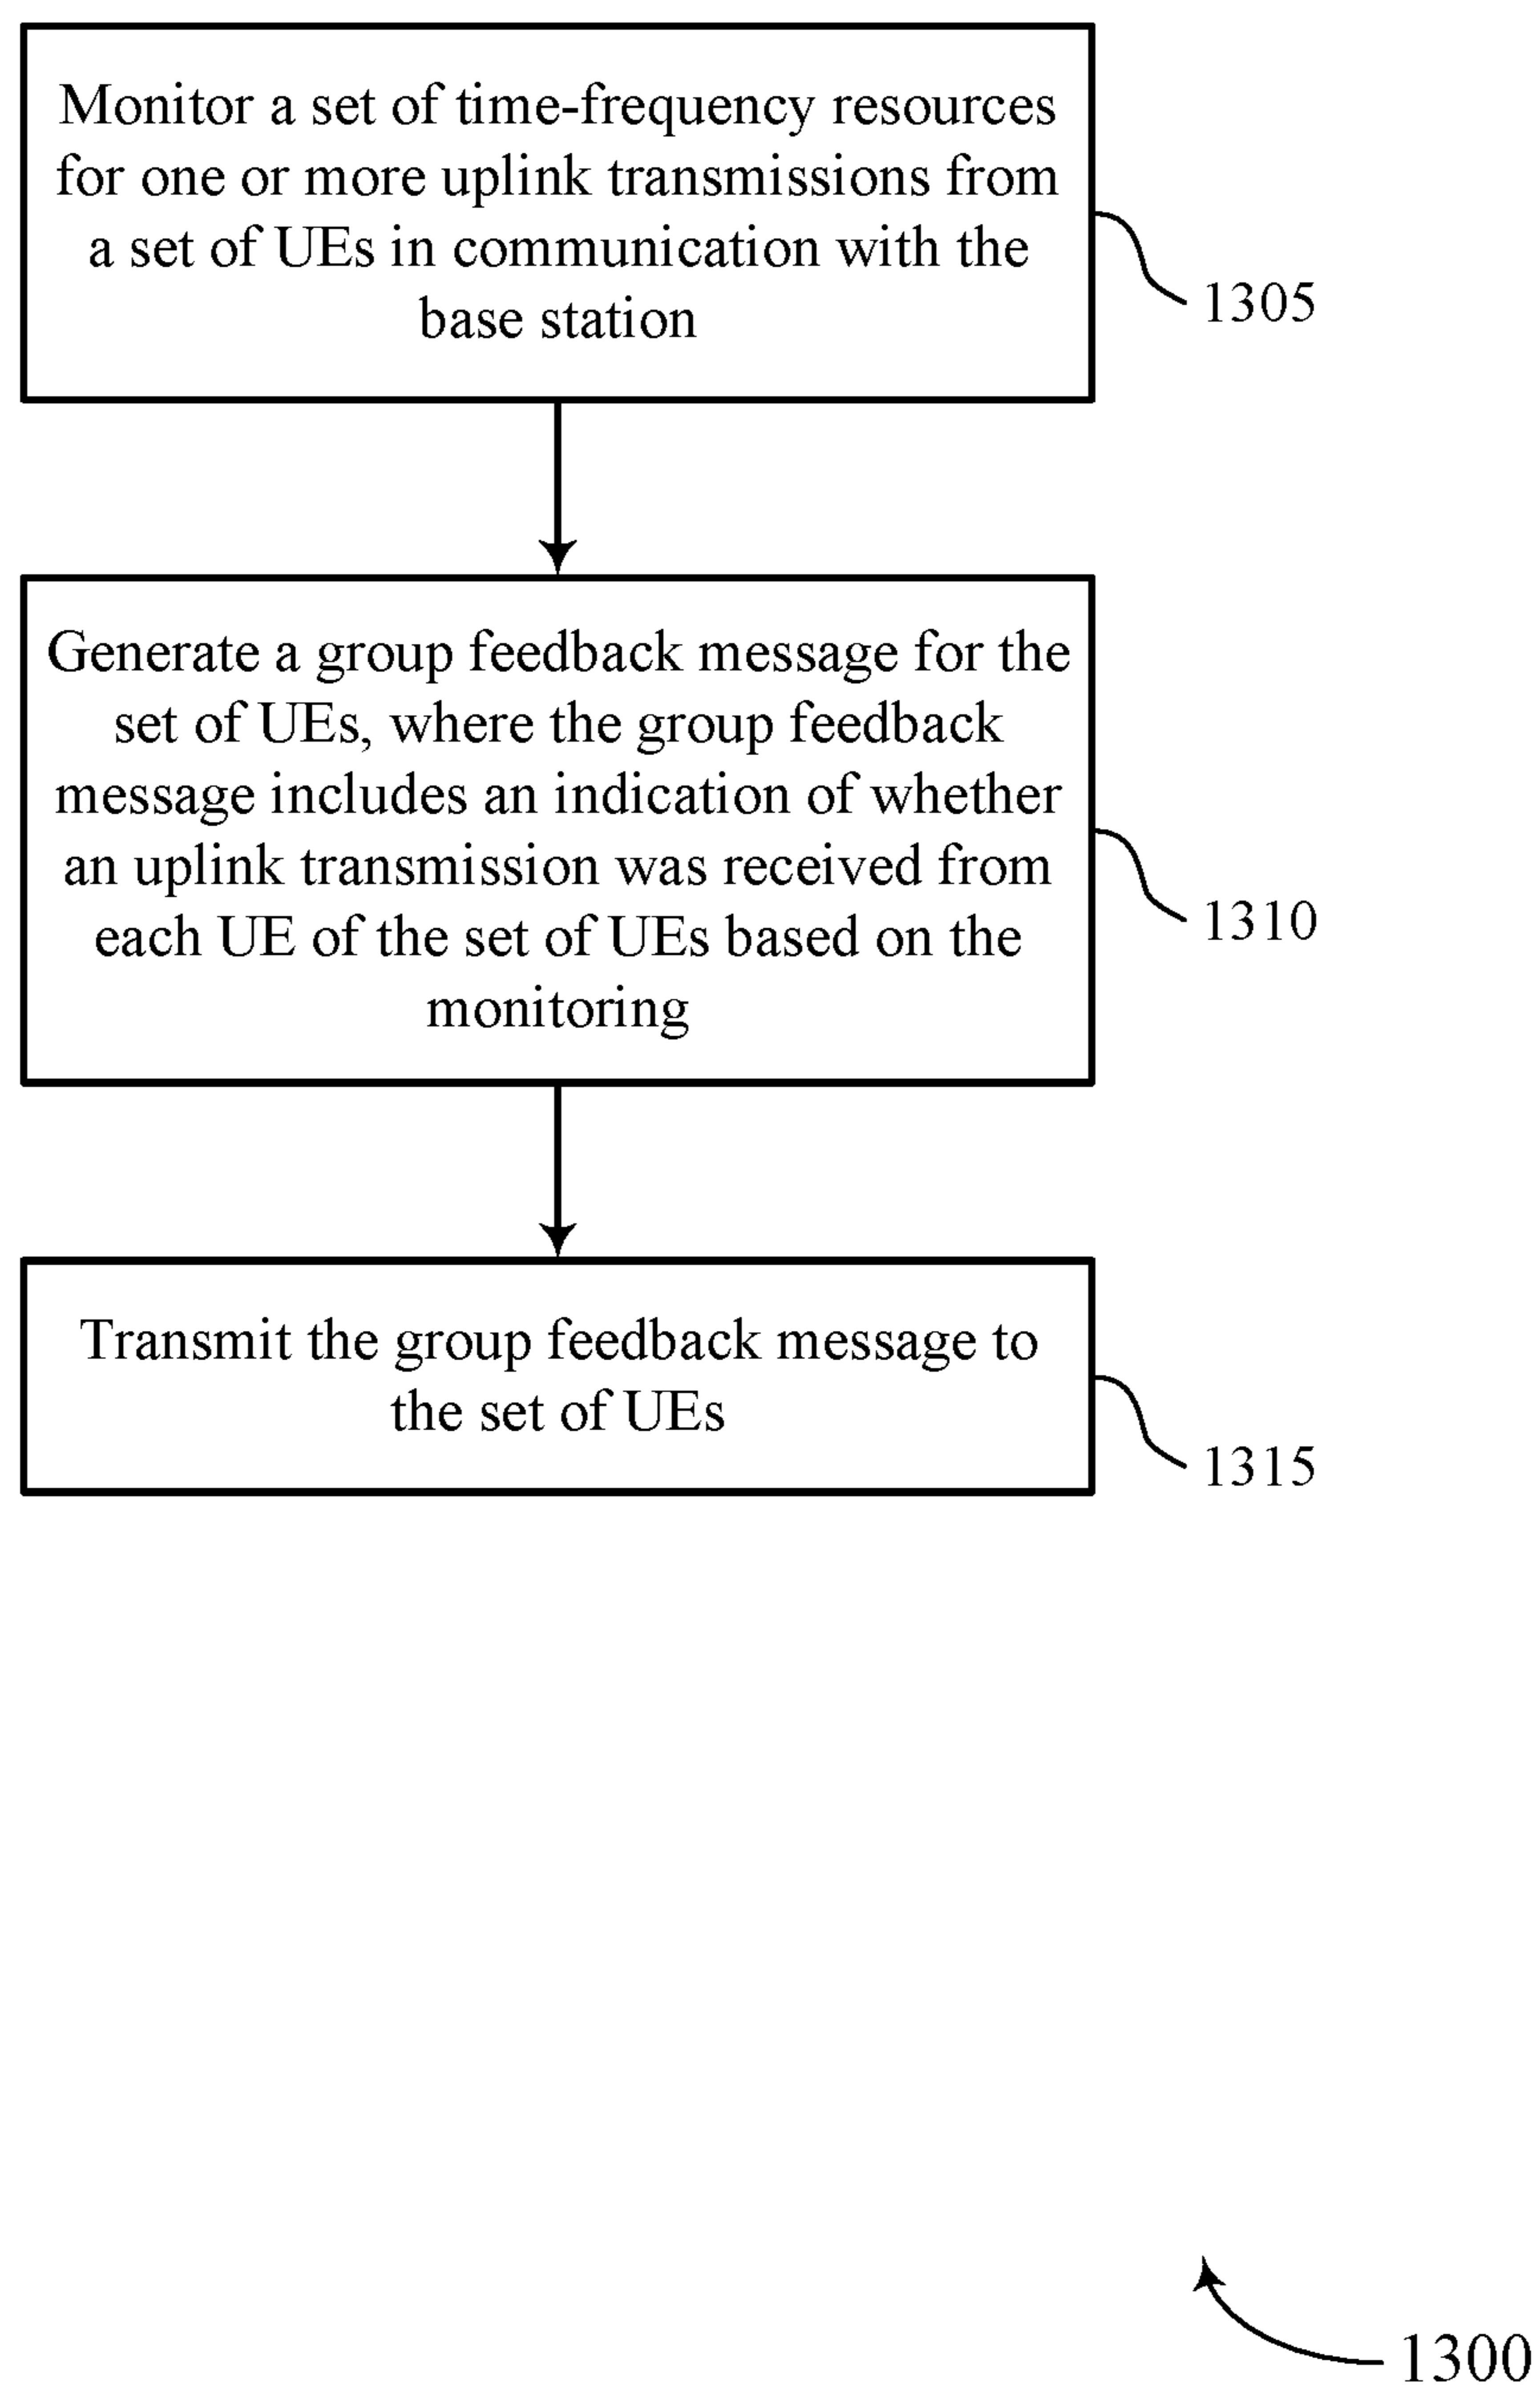 Monitor a set of time-frequency resources
for one or more uplink transmissions from
a set of UEs in communication with the
base station
1305
Generate a group feedback message for the
set of UEs, where the group feedback
message includes an indication of whether
an uplink transmission was received from
each UE of the set of UEs based on the
monitoring
1310
Transmit the group feedback message to
the set of UEs
1315
1300